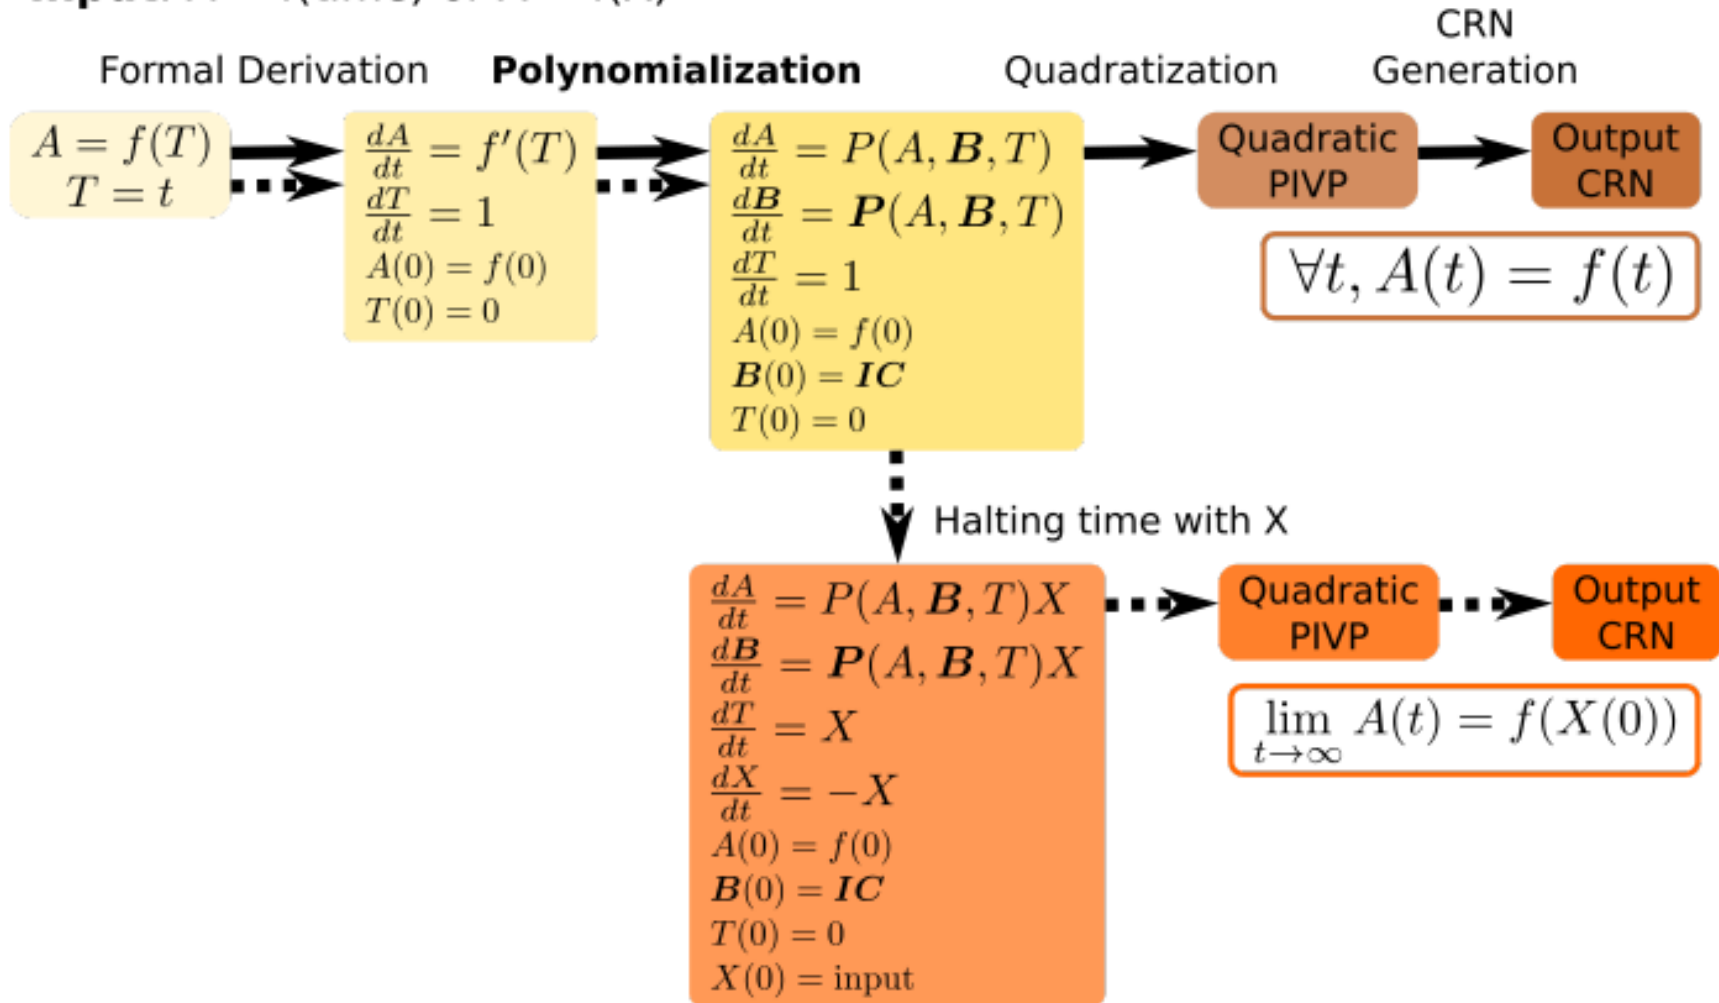 Formal Derivation
Polynomialization
Quadratization
CRN
Generation
A = f(T)
T = t
dA/dt = f'(T)
dT/dt = 1
A(0) = f(0)
T(0) = 0
dA/dt = P(A, B, T)
dB/dt = P(A, B, T)
dT/dt = 1
A(0) = f(0)
B(0) = IC
T(0) = 0
Quadratic
PIVP
Output
CRN
∀t, A(t) = f(t)
Halting time with X
dA/dt = P(A, B, T)X
dB/dt = P(A, B, T)X
dT/dt = X
dX/dt = −X
A(0) = f(0)
B(0) = IC
T(0) = 0
X(0) = input
Quadratic
PIVP
Output
CRN
lim t→∞ A(t) = f(X(0))